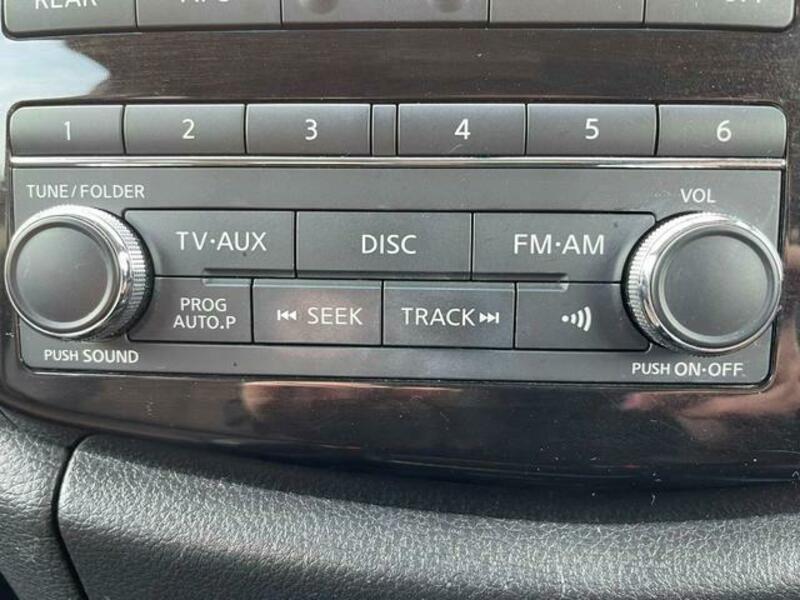 REAR
1 2 3 4 5 6
TUNE/FOLDER VOL
TV·AUX DISC FM·AM
PROG
AUTO.P
SEEK TRACK
PUSH SOUND PUSH ON·OFF